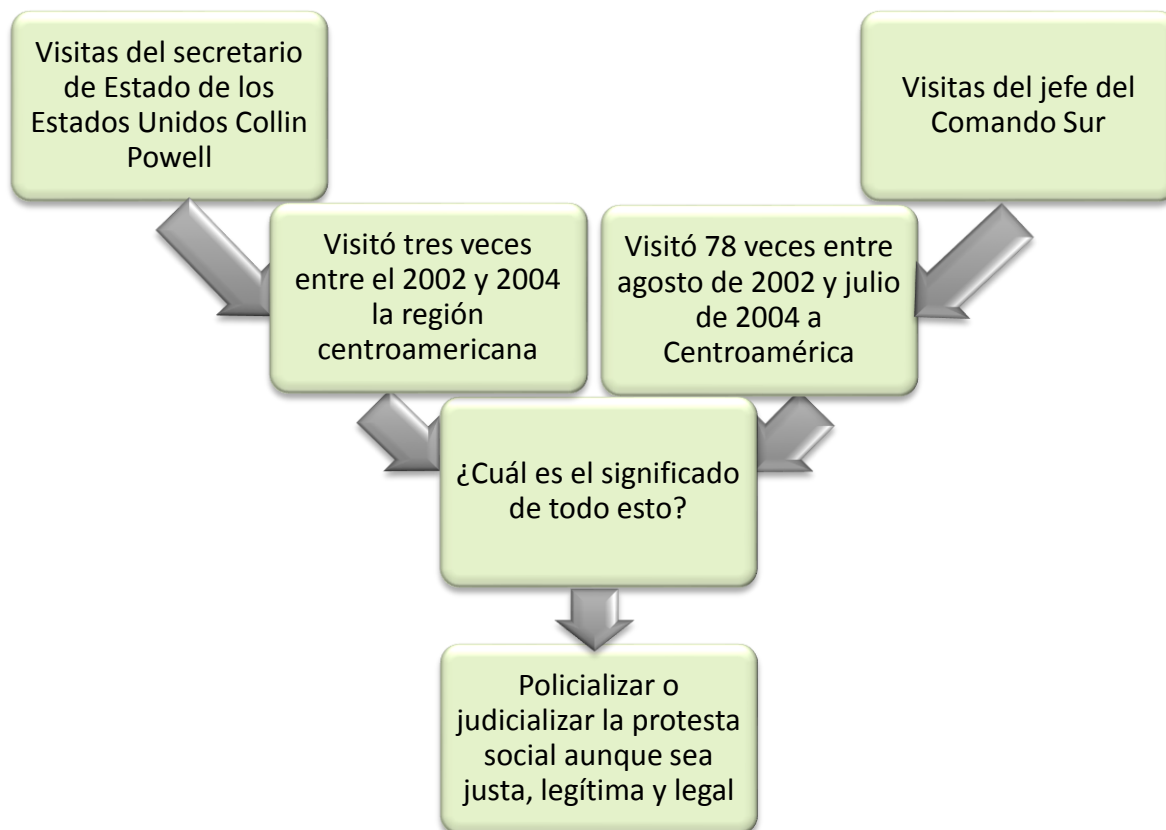 Visitas del secretario
de Estado de los
Estados Unidos Collin
Powell
Visitas del jefe del
Comando Sur
Visitó tres veces
entre el 2002 y 2004
la región
centroamericana
Visitó 78 veces entre
agosto de 2002 y julio
de 2004 a
Centroamérica
¿Cuál es el significado
de todo esto?
Policializar o
judicializar la protesta
social aunque sea
justa, legítima y legal